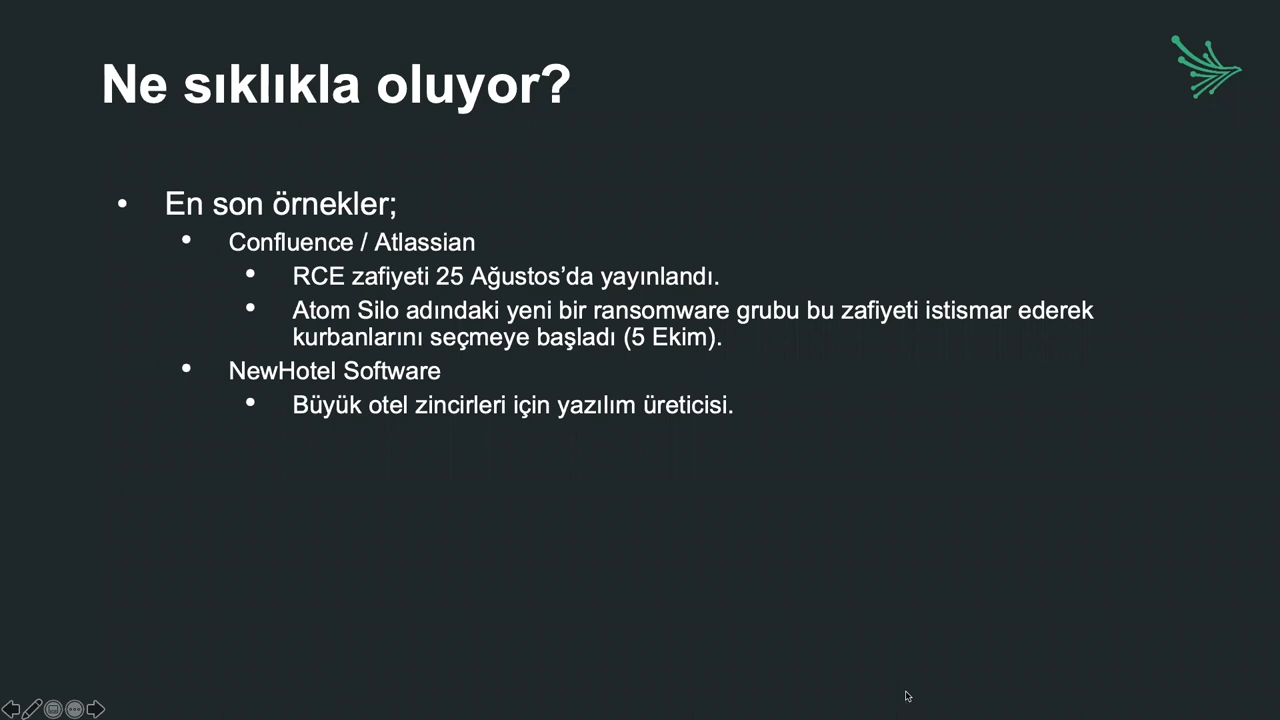 Ne sıklıkla oluyor?
• En son örnekler;
• Confluence / Atlassian
• RCE zafiyeti 25 Ağustos’da yayınlandı.
• Atom Silo adındaki yeni bir ransomware grubu bu zafiyeti istismar ederek
kurbanlarını seçmeye başladı (5 Ekim).
• NewHotel Software
• Büyük otel zincirleri için yazılım üreticisi.